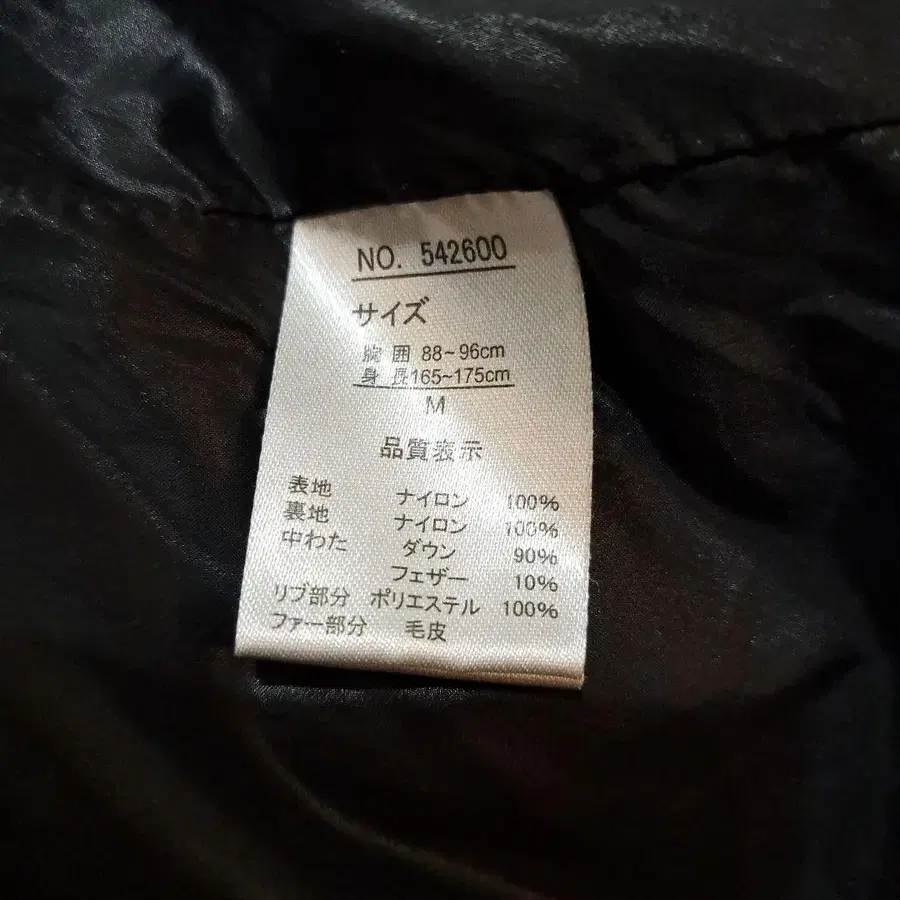 NO. 542600
サイズ
胸 囲 88~96cm
身 長165~175cm
M
品質表示
表地 ナイロン 100%
裏地 ナイロン 100%
中わた ダウン 90%
フェザー 10%
リブ部分 ポリエステル 100%
ファー部分 毛皮